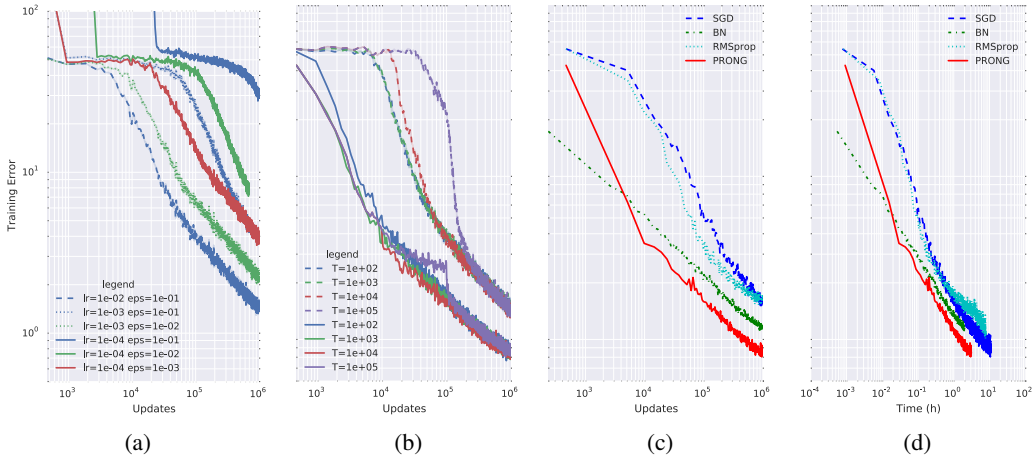 10²
10¹
10⁰
Training Error
legend
lr=1e-02 eps=1e-01
lr=1e-03 eps=1e-01
lr=1e-03 eps=1e-02
lr=1e-04 eps=1e-01
lr=1e-04 eps=1e-02
lr=1e-04 eps=1e-03
10³ 10⁴ 10⁵ 10⁶
Updates
(a)
legend
T=1e+02
T=1e+03
T=1e+04
T=1e+05
T=1e+02
T=1e+03
T=1e+04
T=1e+05
10³ 10⁴ 10⁵ 10⁶
Updates
(b)
SGD
BN
RMSprop
PRONG
10³ 10⁴ 10⁵ 10⁶
Updates
(c)
SGD
BN
RMSprop
PRONG
10⁻⁴ 10⁻³ 10⁻² 10⁻¹ 10⁰ 10¹ 10²
Time (h)
(d)